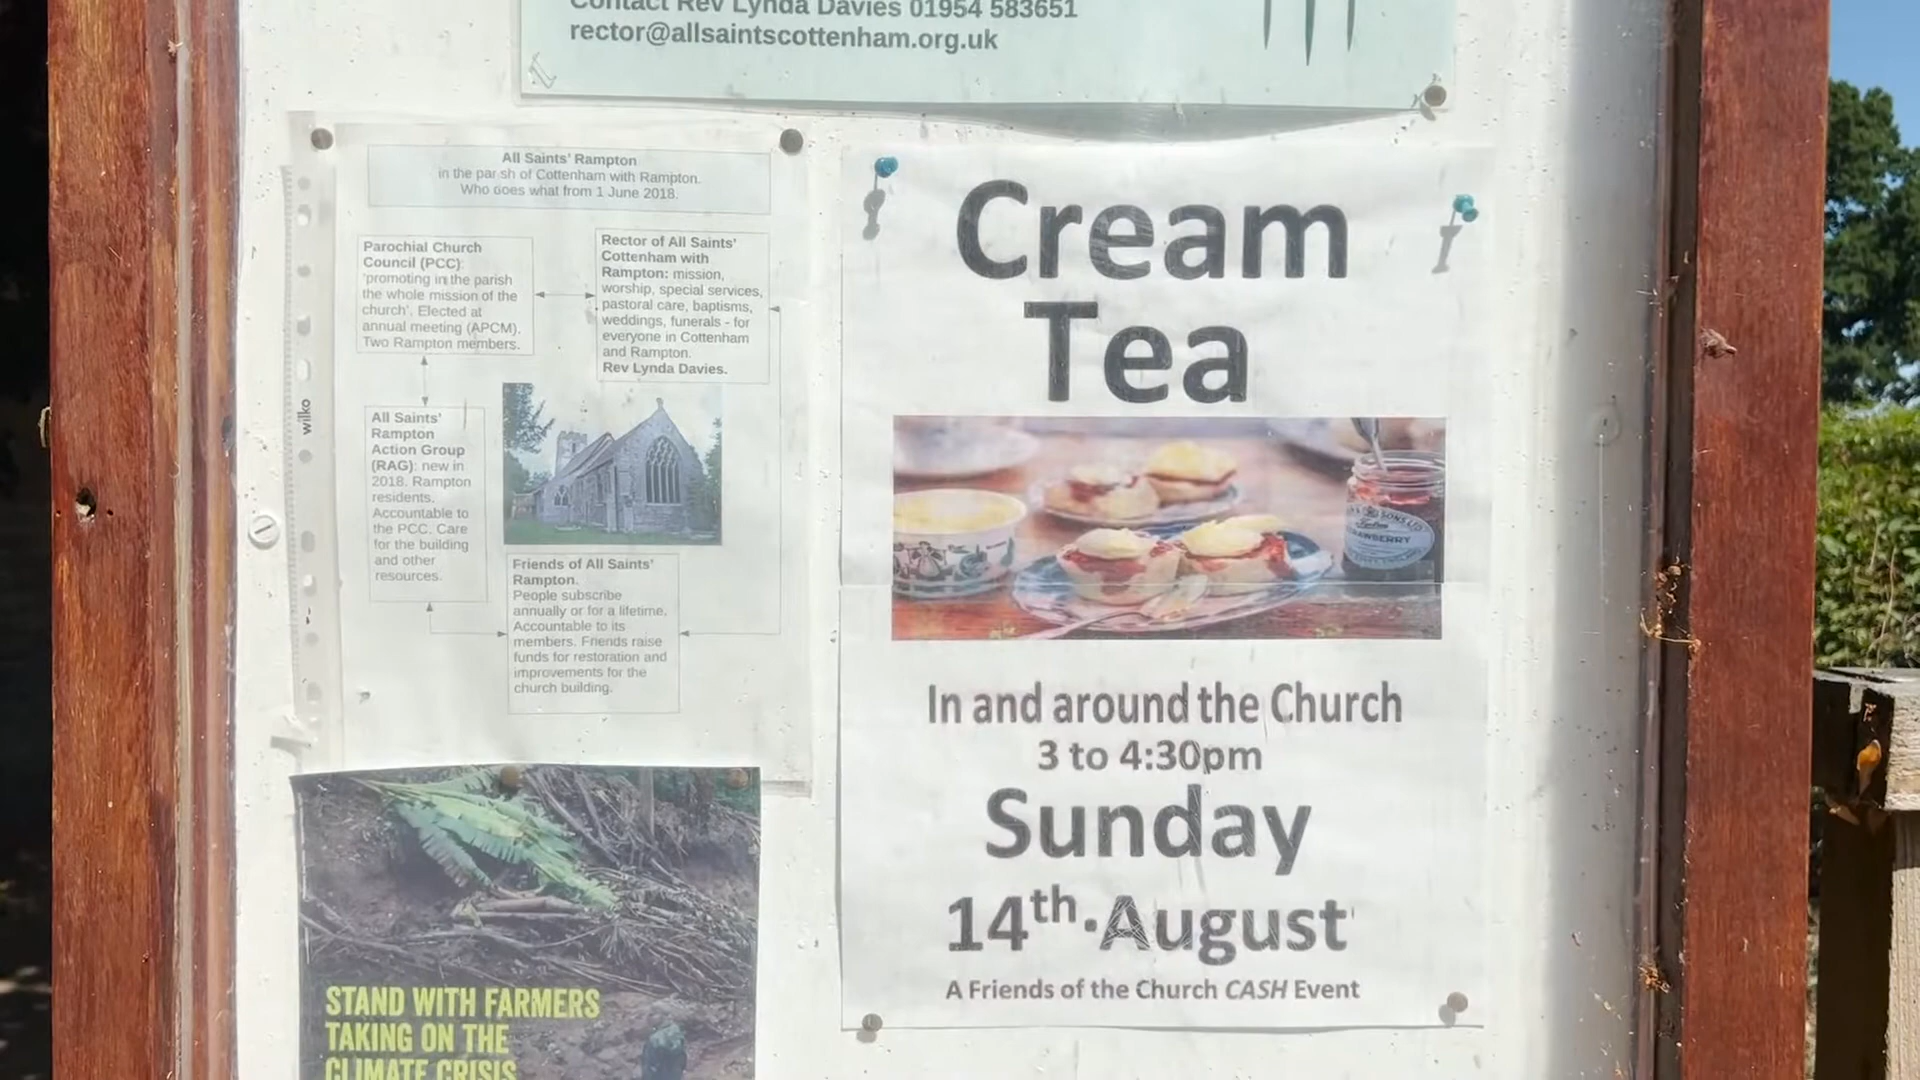 Contact Rev Lynda Davies 01954 583651
rector@allsaintscottenham.org.uk
All Saints' Rampton
in the parish of Cottenham with Rampton.
Who does what from 1 June 2018.
Parochial Church
Council (PCC):
'promoting in the parish
the whole mission of the
church'. Elected at
annual meeting (APCM).
Two Rampton members.
Rector of All Saints'
Cottenham with
Rampton: mission,
worship, special services,
pastoral care, baptisms,
weddings, funerals - for
everyone in Cottenham
and Rampton.
Rev Lynda Davies.
All Saints'
Rampton
Action Group
(RAG): new in
2018. Rampton
residents.
Accountable to
the PCC. Care
for the building
and other
resources.
Friends of All Saints'
Rampton.
People subscribe
annually or for a lifetime.
Accountable to its
members. Friends raise
funds for restoration and
improvements for the
church building.
wilko
STAND WITH FARMERS
TAKING ON THE
CLIMATE CRISIS
Cream
Tea
In and around the Church
3 to 4:30pm
Sunday
14th August
A Friends of the Church CASH Event